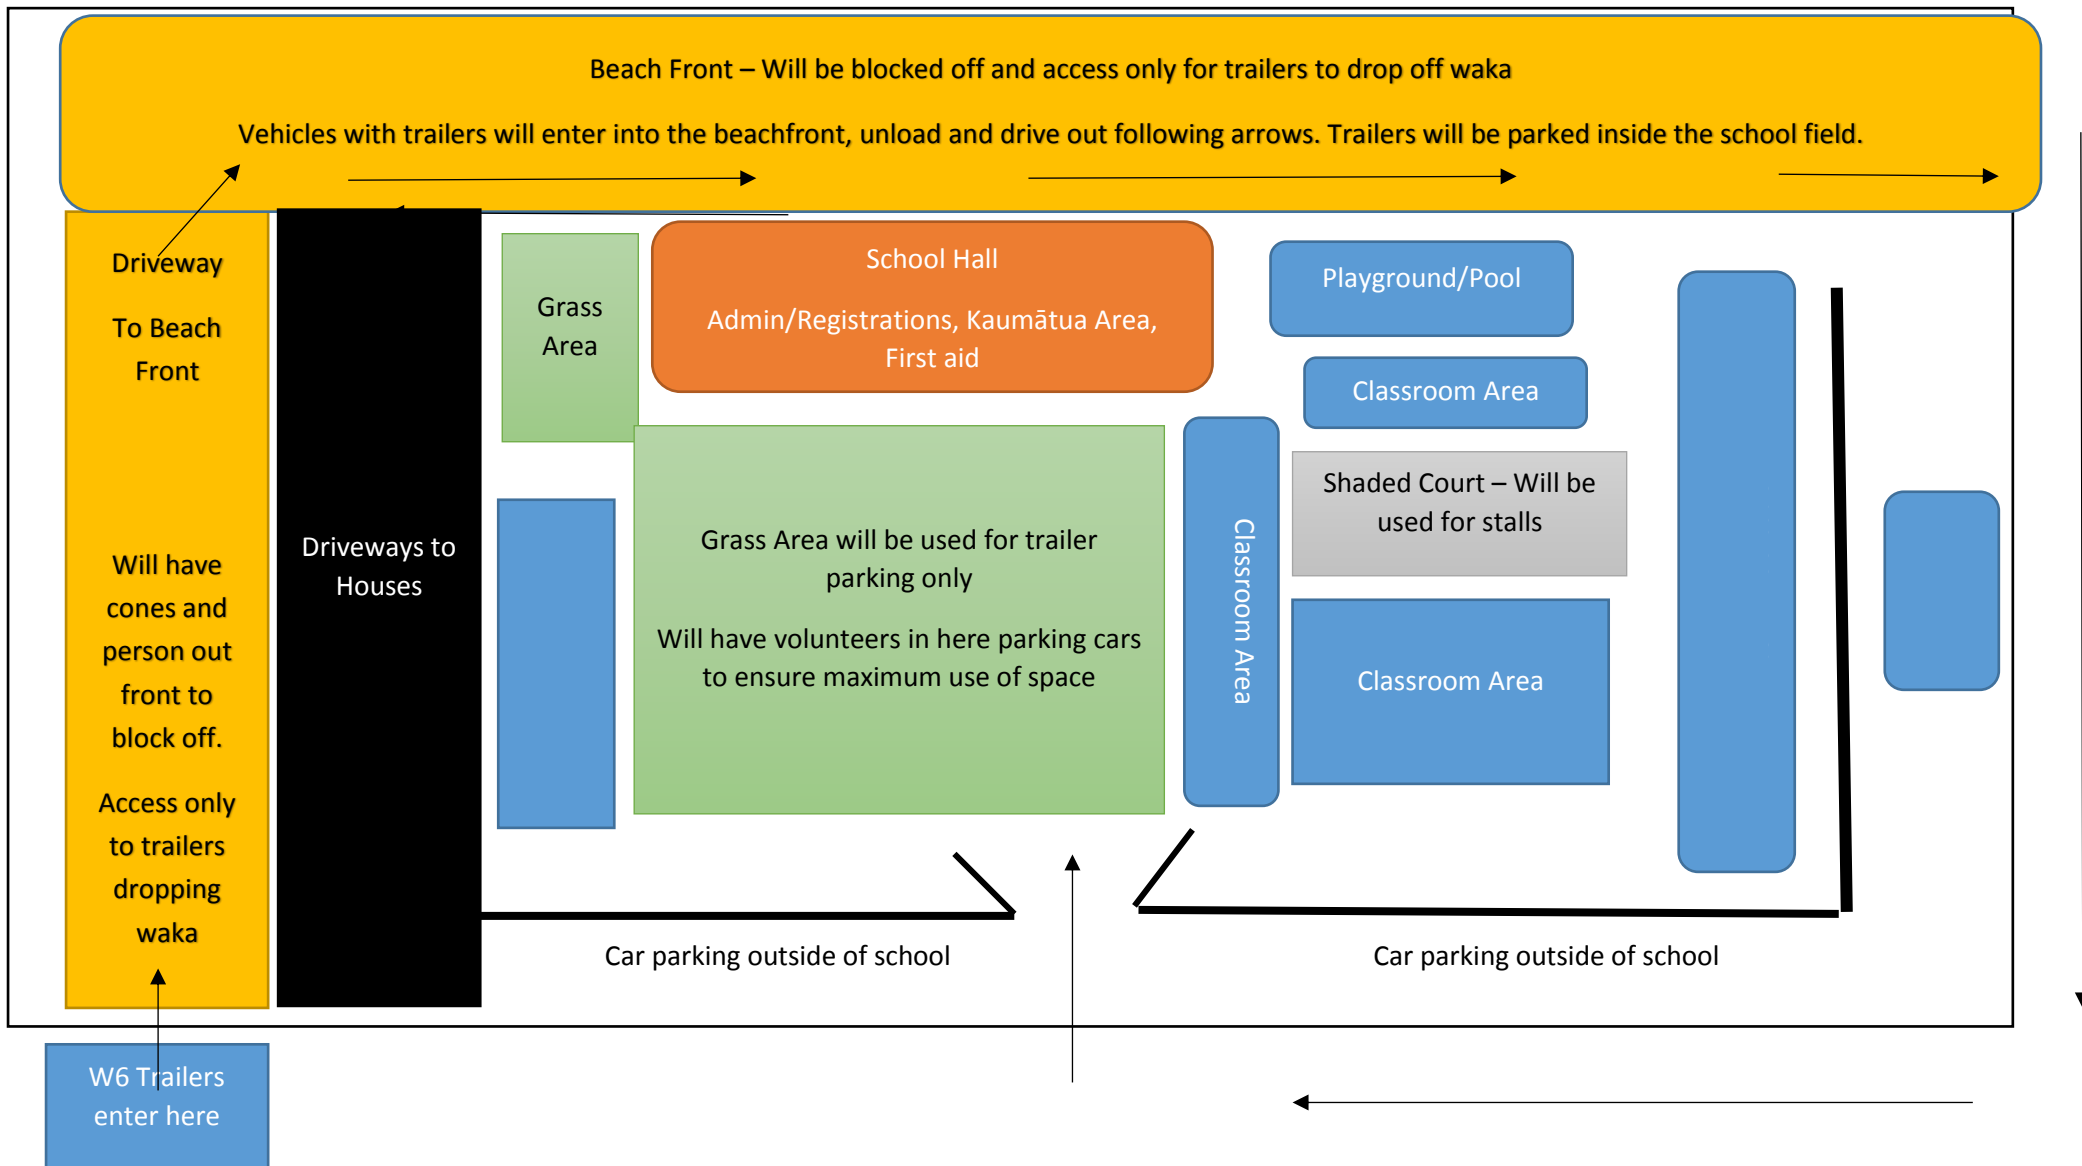 Beach Front – Will be blocked off and access only for trailers to drop off waka
Vehicles with trailers will enter into the beachfront, unload and drive out following arrows. Trailers will be parked inside the school field.
Driveway
To Beach
Front
Will have
cones and
person out
front to
block off.
Access only
to trailers
dropping
waka
W6 Trailers
enter here
Driveways to
Houses
Grass
Area
School Hall
Admin/Registrations, Kaumātua Area,
First aid
Grass Area will be used for trailer
parking only
Will have volunteers in here parking cars
to ensure maximum use of space
Classroom Area
Playground/Pool
Classroom Area
Shaded Court – Will be
used for stalls
Classroom Area
Car parking outside of school
Car parking outside of school